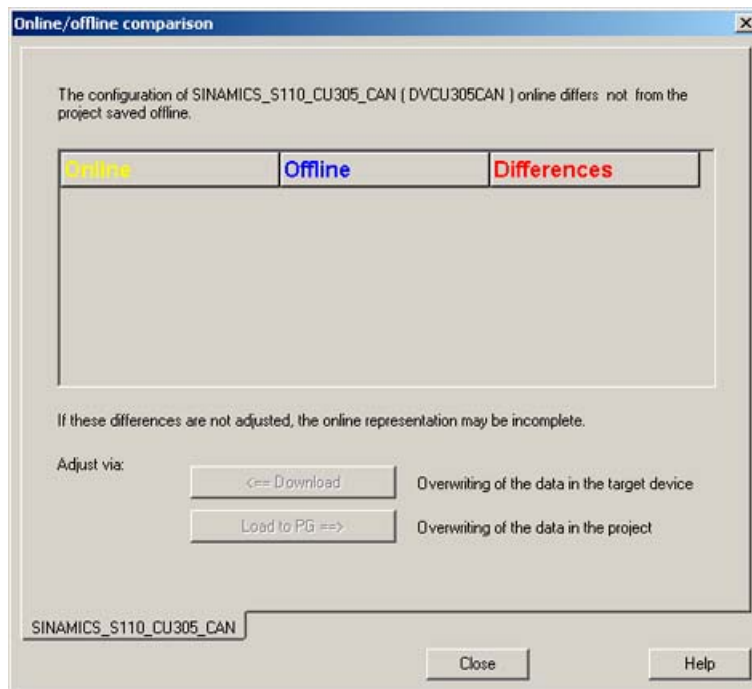 Online/offline comparison
The configuration of SINAMICS_S110_CU305_CAN ( DVCU305CAN ) online differs not from the
project saved offline.
Online Offline Differences
If these differences are not adjusted, the online representation may be incomplete.
Adjust via:
<== Download Overwriting of the data in the target device
Load to PG ==> Overwriting of the data in the project
SINAMICS_S110_CU305_CAN
Close Help